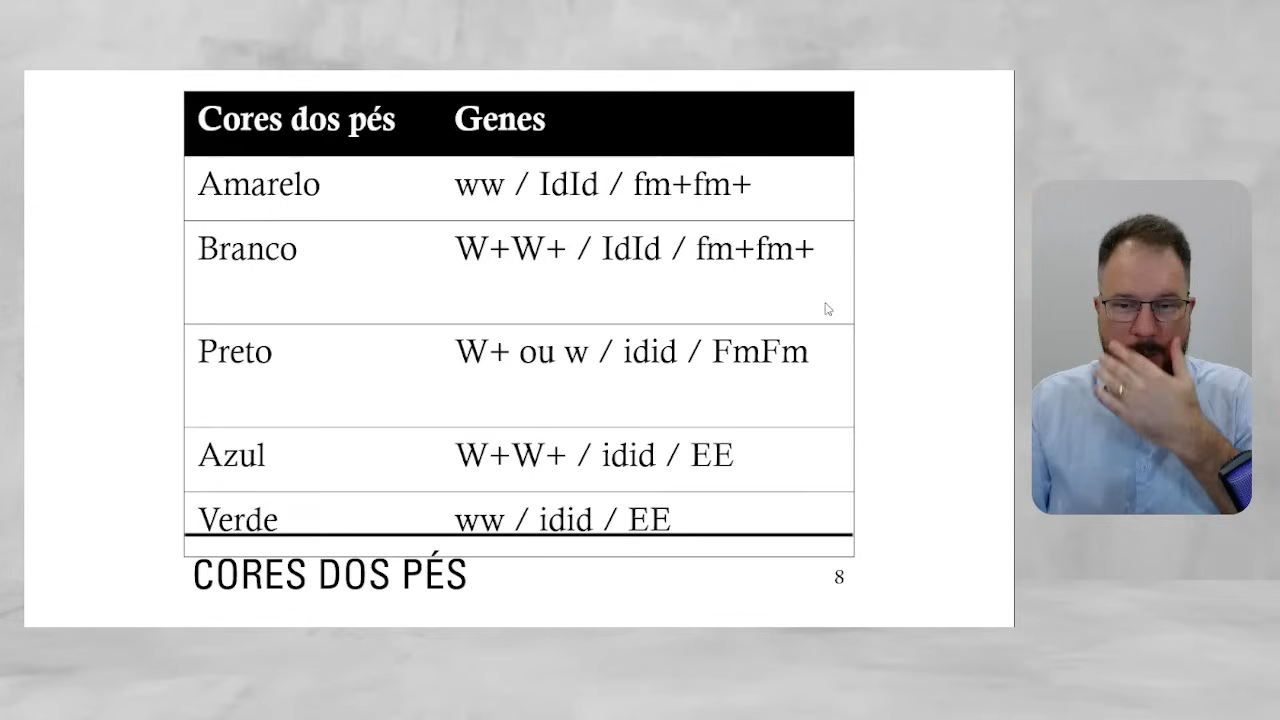 Cores dos pés Genes
Amarelo ww / IdId / fm+fm+
Branco W+W+ / IdId / fm+fm+
Preto W+ ou w / idid / FmFm
Azul W+W+ / idid / EE
Verde ww / idid / EE
CORES DOS PÉS 8